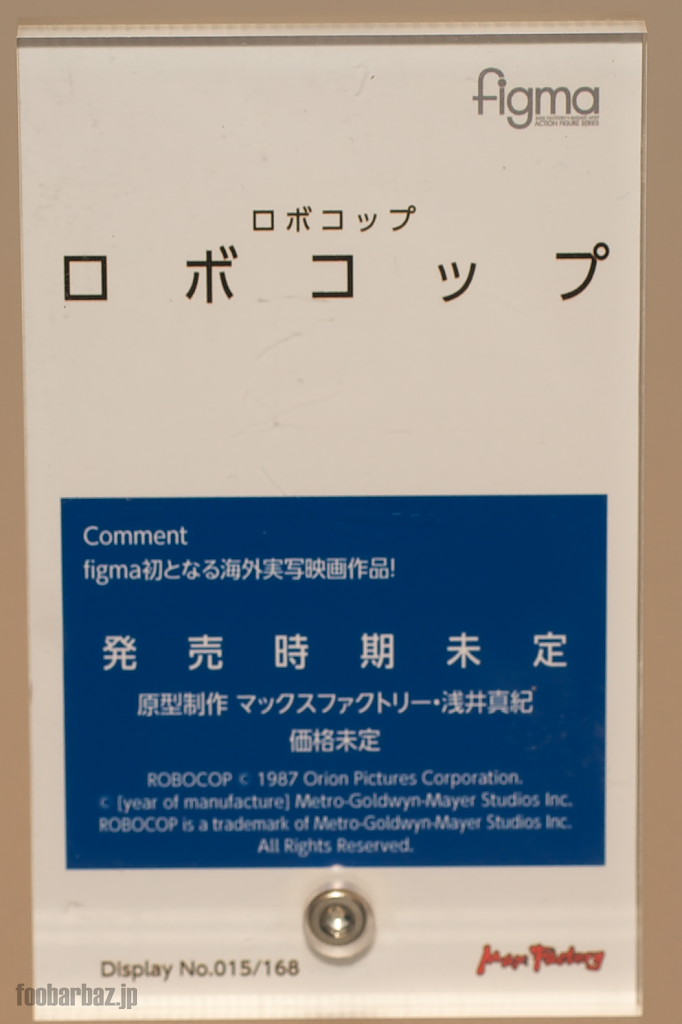 figma
ACTION FIGURE SERIES
ロボコップ
ロボコップ
Comment
figma初となる海外実写映画作品!
発売時期未定
原型制作 マックスファクトリー・浅井真紀
価格未定
ROBOCOP © 1987 Orion Pictures Corporation.
© [year of manufacture] Metro-Goldwyn-Mayer Studios Inc.
ROBOCOP is a trademark of Metro-Goldwyn-Mayer Studios Inc.
All Rights Reserved.
Display No.015/168
Max Factory
foobarbaz.jp